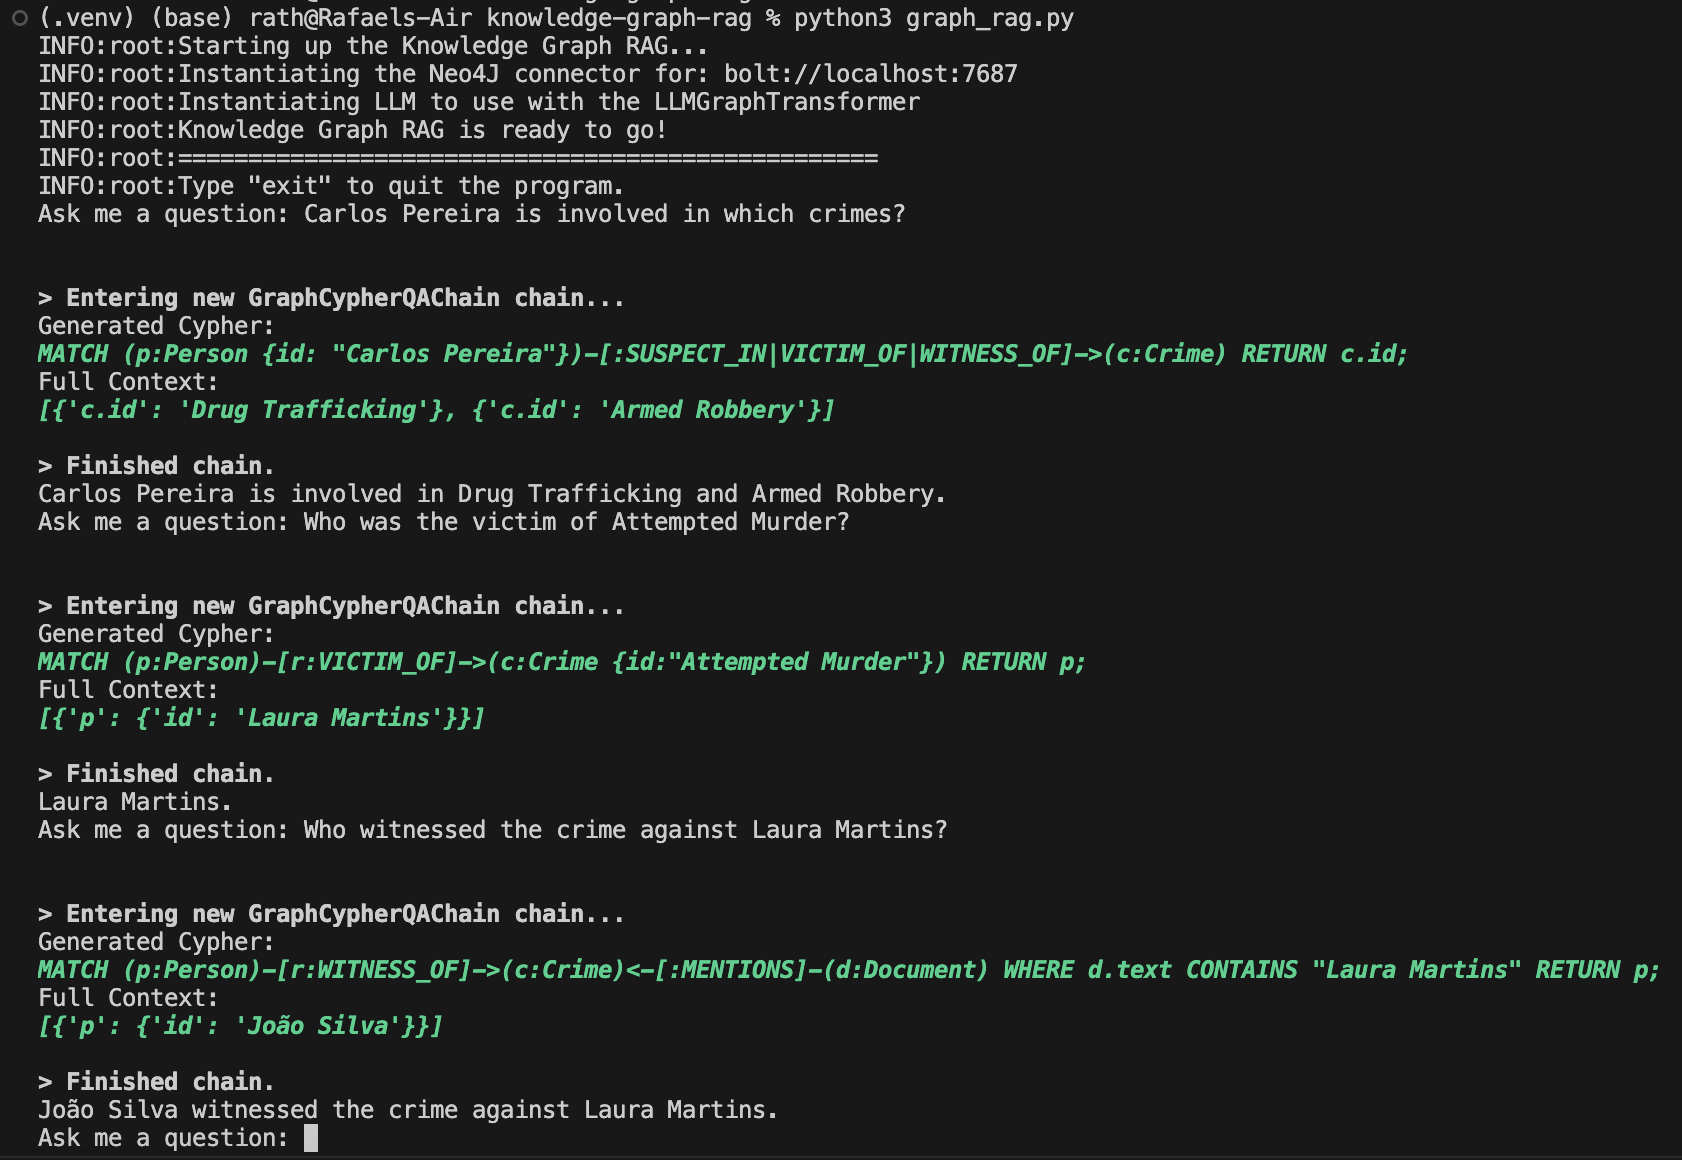 (.venv) (base) rath@Rafaels-Air knowledge-graph-rag % python3 graph_rag.py
INFO:root:Starting up the Knowledge Graph RAG...
INFO:root:Instantiating the Neo4J connector for: bolt://localhost:7687
INFO:root:Instantiating LLM to use with the LLMGraphTransformer
INFO:root:Knowledge Graph RAG is ready to go!
INFO:root:==================================================
INFO:root:Type "exit" to quit the program.
Ask me a question: Carlos Pereira is involved in which crimes?
> Entering new GraphCypherQAChain chain...
Generated Cypher:
MATCH (p:Person {id: "Carlos Pereira"})-[:SUSPECT_IN|VICTIM_OF|WITNESS_OF]->(c:Crime) RETURN c.id;
Full Context:
[{'c.id': 'Drug Trafficking'}, {'c.id': 'Armed Robbery'}]
> Finished chain.
Carlos Pereira is involved in Drug Trafficking and Armed Robbery.
Ask me a question: Who was the victim of Attempted Murder?
> Entering new GraphCypherQAChain chain...
Generated Cypher:
MATCH (p:Person)-[r:VICTIM_OF]->(c:Crime {id:"Attempted Murder"}) RETURN p;
Full Context:
[{'p': {'id': 'Laura Martins'}}]
> Finished chain.
Laura Martins.
Ask me a question: Who witnessed the crime against Laura Martins?
> Entering new GraphCypherQAChain chain...
Generated Cypher:
MATCH (p:Person)-[r:WITNESS_OF]->(c:Crime)<-[:MENTIONS]-(d:Document) WHERE d.text CONTAINS "Laura Martins" RETURN p;
Full Context:
[{'p': {'id': 'João Silva'}}]
> Finished chain.
João Silva witnessed the crime against Laura Martins.
Ask me a question: